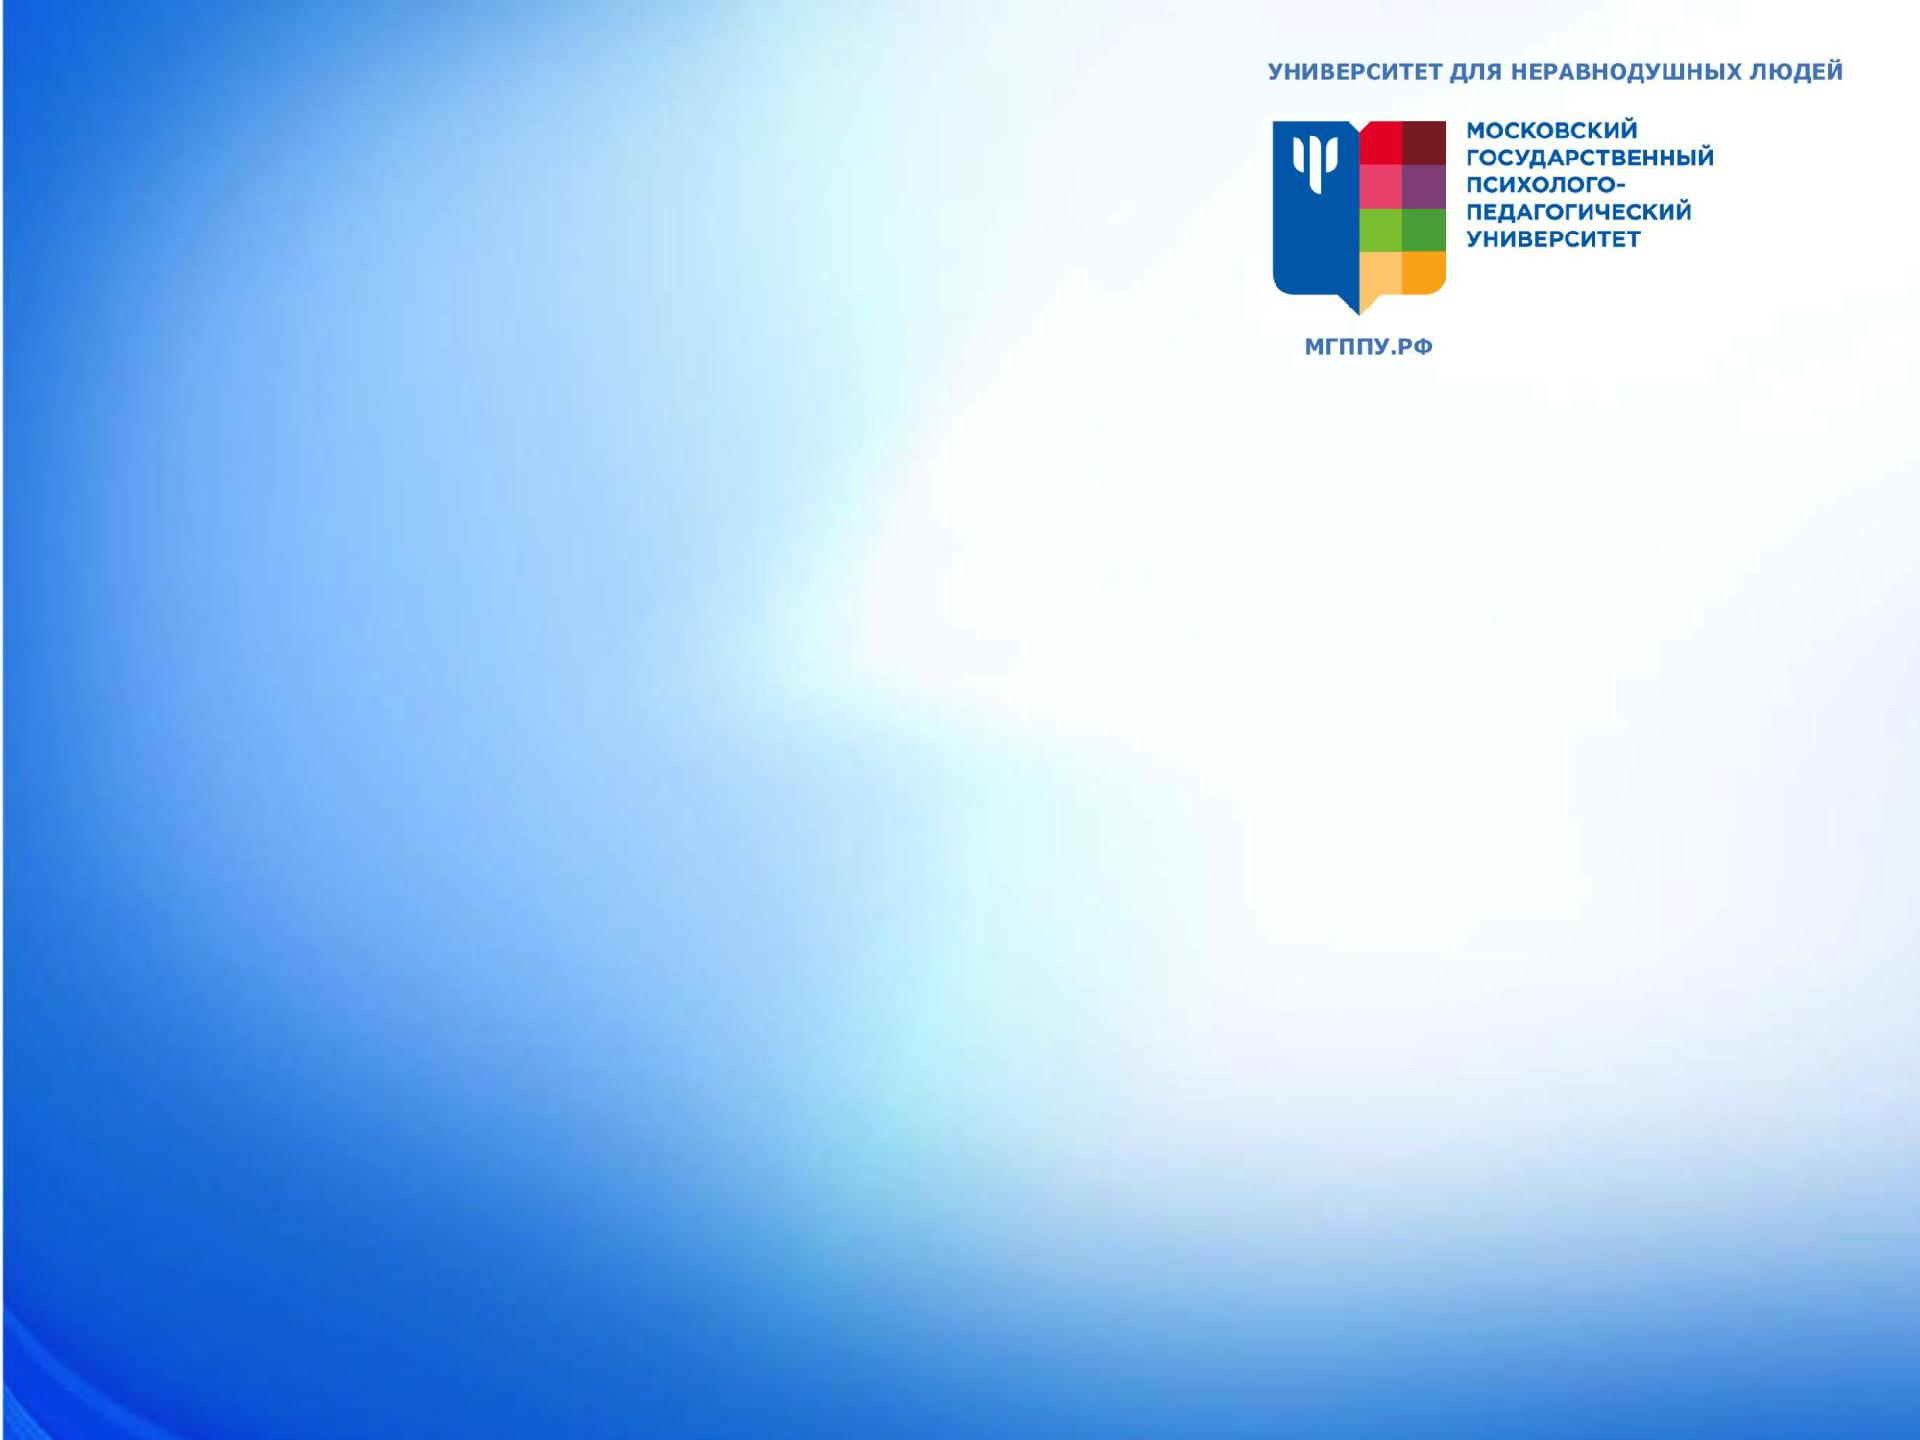 УНИВЕРСИТЕТ ДЛЯ НЕРАВНОДУШНЫХ ЛЮДЕЙ
МОСКОВСКИЙ
ГОСУДАРСТВЕННЫЙ
ПСИХОЛОГО-
ПЕДАГОГИЧЕСКИЙ
УНИВЕРСИТЕТ
МГППУ.РФ